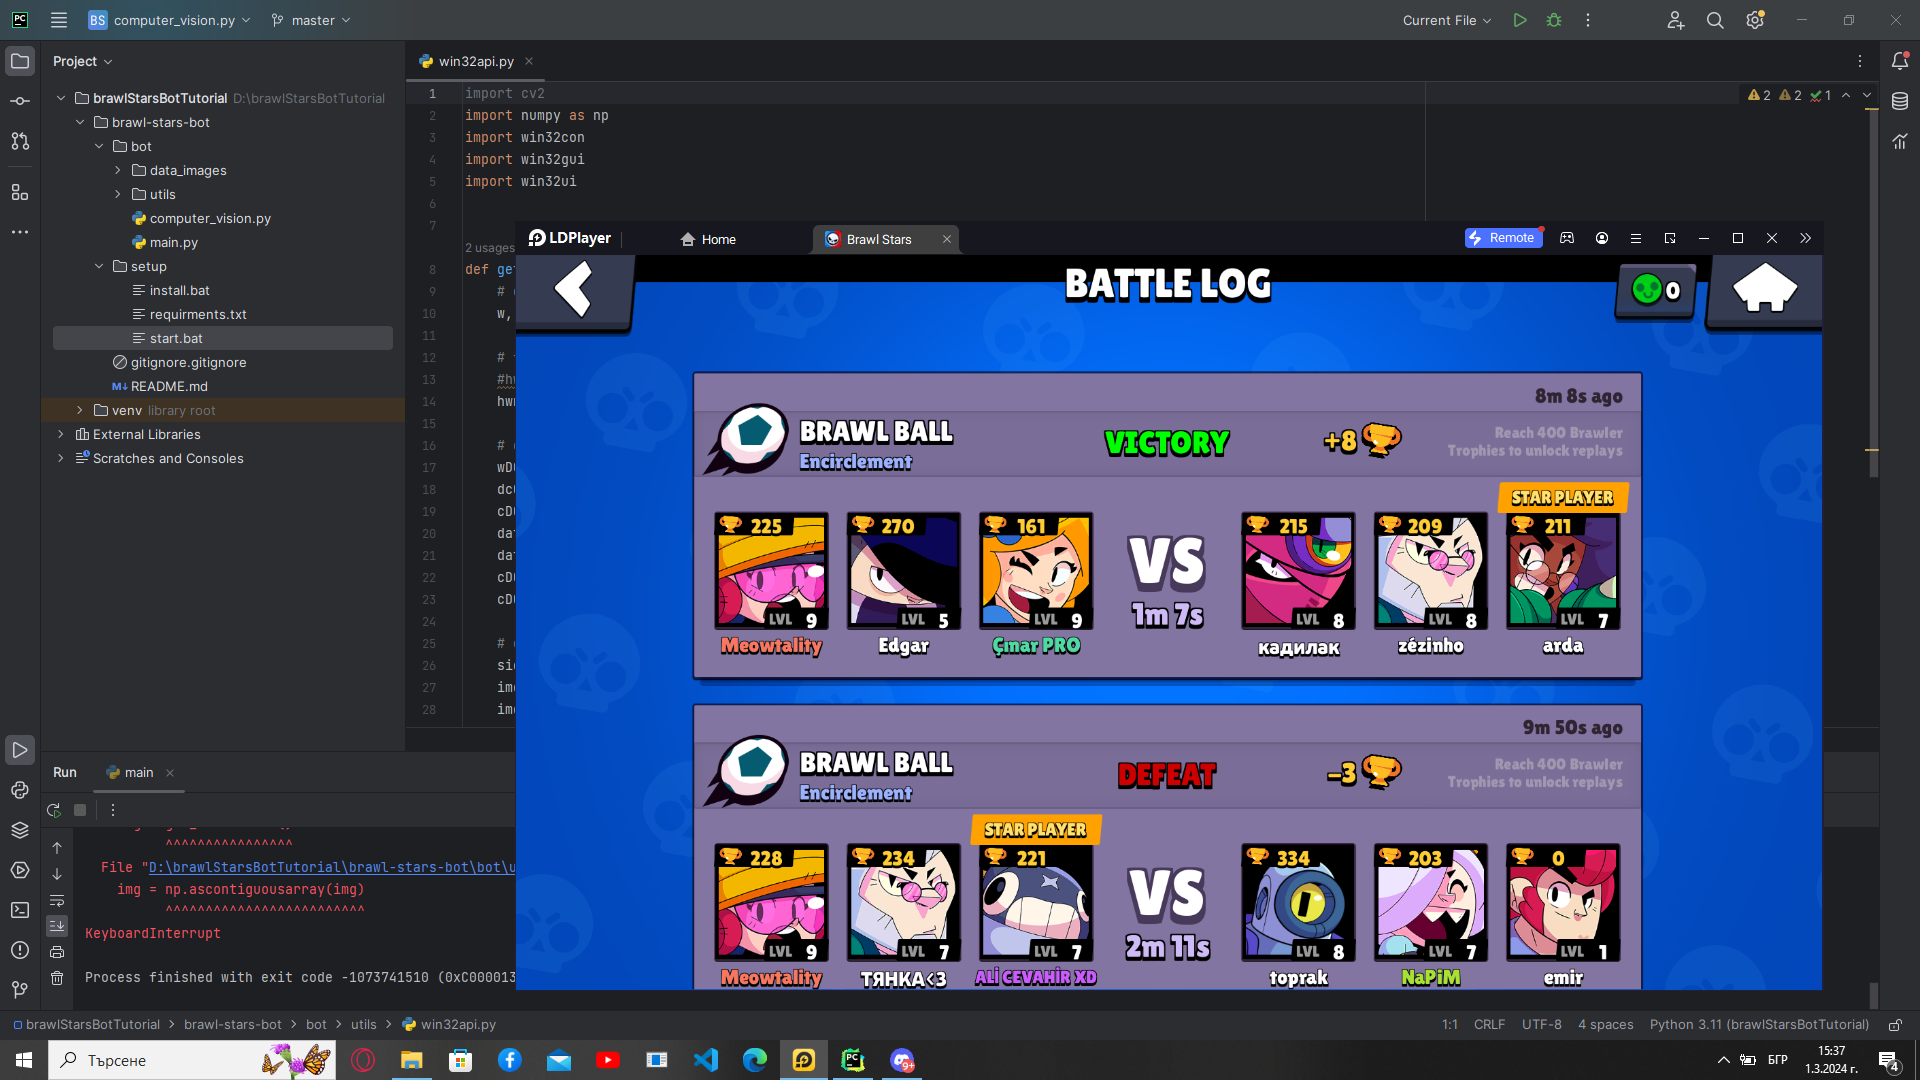 PC
BS computer_vision.py
master
Current File
Project
brawlStarsBotTutorial D:\brawlStarsBotTutorial
brawl-stars-bot
bot
data_images
utils
computer_vision.py
main.py
setup
install.bat
requirments.txt
start.bat
gitignore.gitignore
M↓ README.md
venv library root
External Libraries
Scratches and Consoles
win32api.py
2 2 1
1 import cv2
2 import numpy as np
3 import win32con
4 import win32gui
5 import win32ui
6
7
2 usages
8 def ge
9 #
10 w,
11
12 #
13 #h
14 hw
15
16 #
17 wD
18 dc
19 cD
20 da
21 da
22 cD
23 cD
24
25 #
26 si
27 im
28 im
LDPlayer
Home
Brawl Stars
Remote
BATTLE LOG
0
8m 8s ago
BRAWL BALL
Encirclement
VICTORY
+8
Reach 400 Brawler
Trophies to unlock replays
STAR PLAYER
225 270 161 215 209 211
VS
1m 7s
LVL 9 LVL 5 LVL 9 LVL 8 LVL 8 LVL 7
Meowtality Edgar Çınar PRO кадилак zézinho arda
9m 50s ago
BRAWL BALL
Encirclement
DEFEAT
-3
Reach 400 Brawler
Trophies to unlock replays
STAR PLAYER
228 234 221 334 203 0
VS
2m 11s
LVL 9 LVL 7 LVL 7 LVL 8 LVL 7 LVL 1
Meowtality ТЯНКА<3 ALİ CEVAHİR XD toprak NaPiM emir
Run main
^^^^^^^^^^^^^^^^
File "D:\brawlStarsBotTutorial\brawl-stars-bot\bot\u
img = np.ascontiguousarray(img)
^^^^^^^^^^^^^^^^^^^^^^^^^
KeyboardInterrupt
Process finished with exit code -1073741510 (0xC000013
brawlStarsBotTutorial > brawl-stars-bot > bot > utils > win32api.py
1:1 CRLF UTF-8 4 spaces Python 3.11 (brawlStarsBotTutorial)
Търсене
PC
9+
БГР
15:37
1.3.2024 г.
4